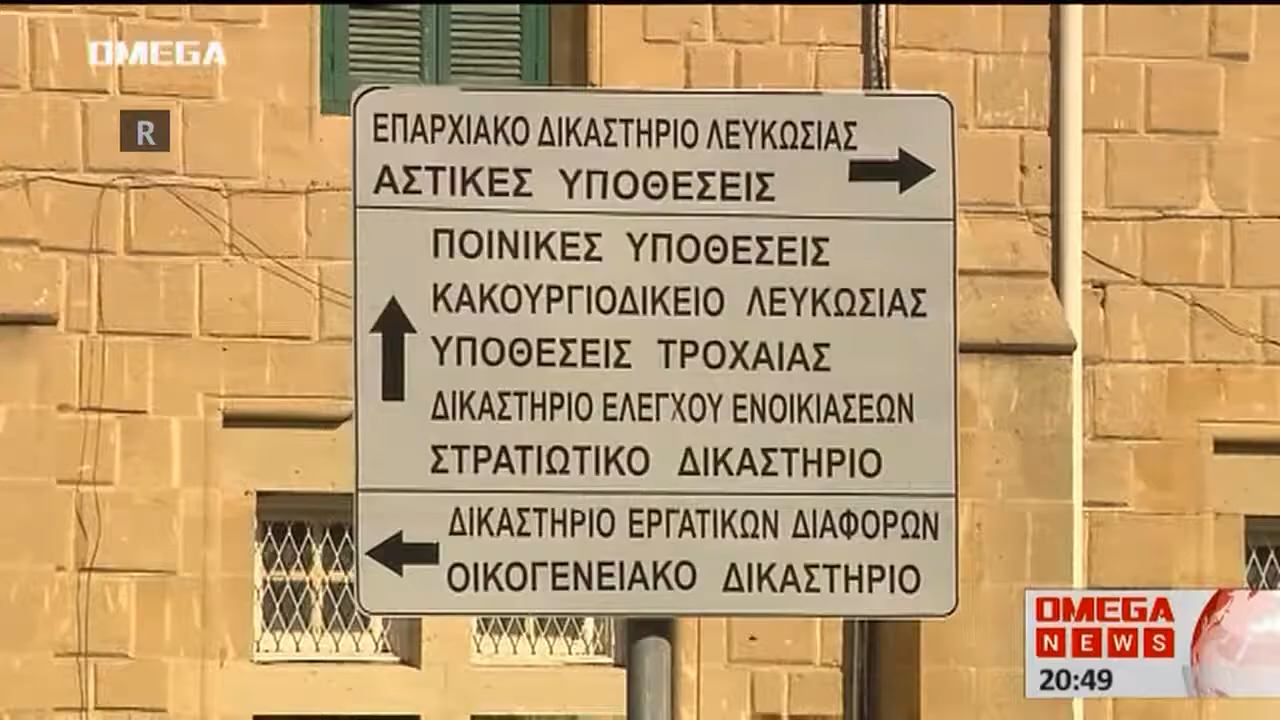 OMEGA
R
ΕΠΑΡΧΙΑΚΟ ΔΙΚΑΣΤΗΡΙΟ ΛΕΥΚΩΣΙΑΣ
ΑΣΤΙΚΕΣ ΥΠΟΘΕΣΕΙΣ
ΠΟΙΝΙΚΕΣ ΥΠΟΘΕΣΕΙΣ
ΚΑΚΟΥΡΓΙΟΔΙΚΕΙΟ ΛΕΥΚΩΣΙΑΣ
ΥΠΟΘΕΣΕΙΣ ΤΡΟΧΑΙΑΣ
ΔΙΚΑΣΤΗΡΙΟ ΕΛΕΓΧΟΥ ΕΝΟΙΚΙΑΣΕΩΝ
ΣΤΡΑΤΙΩΤΙΚΟ ΔΙΚΑΣΤΗΡΙΟ
ΔΙΚΑΣΤΗΡΙΟ ΕΡΓΑΤΙΚΩΝ ΔΙΑΦΟΡΩΝ
ΟΙΚΟΓΕΝΕΙΑΚΟ ΔΙΚΑΣΤΗΡΙΟ
OMEGA
NEWS
20:49